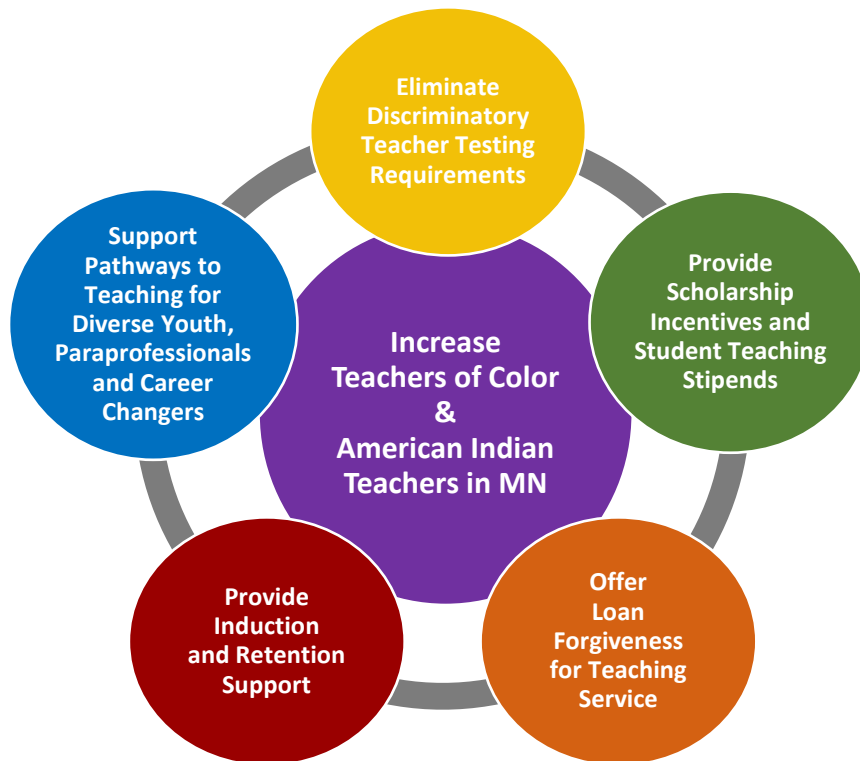 Eliminate
Discriminatory
Teacher Testing
Requirements
Provide
Scholarship
Incentives and
Student Teaching
Stipends
Offer
Loan
Forgiveness
for Teaching
Service
Provide
Induction
and Retention
Support
Support
Pathways to
Teaching for
Diverse Youth,
Paraprofessionals
and Career
Changers
Increase
Teachers of Color
&
American Indian
Teachers in MN